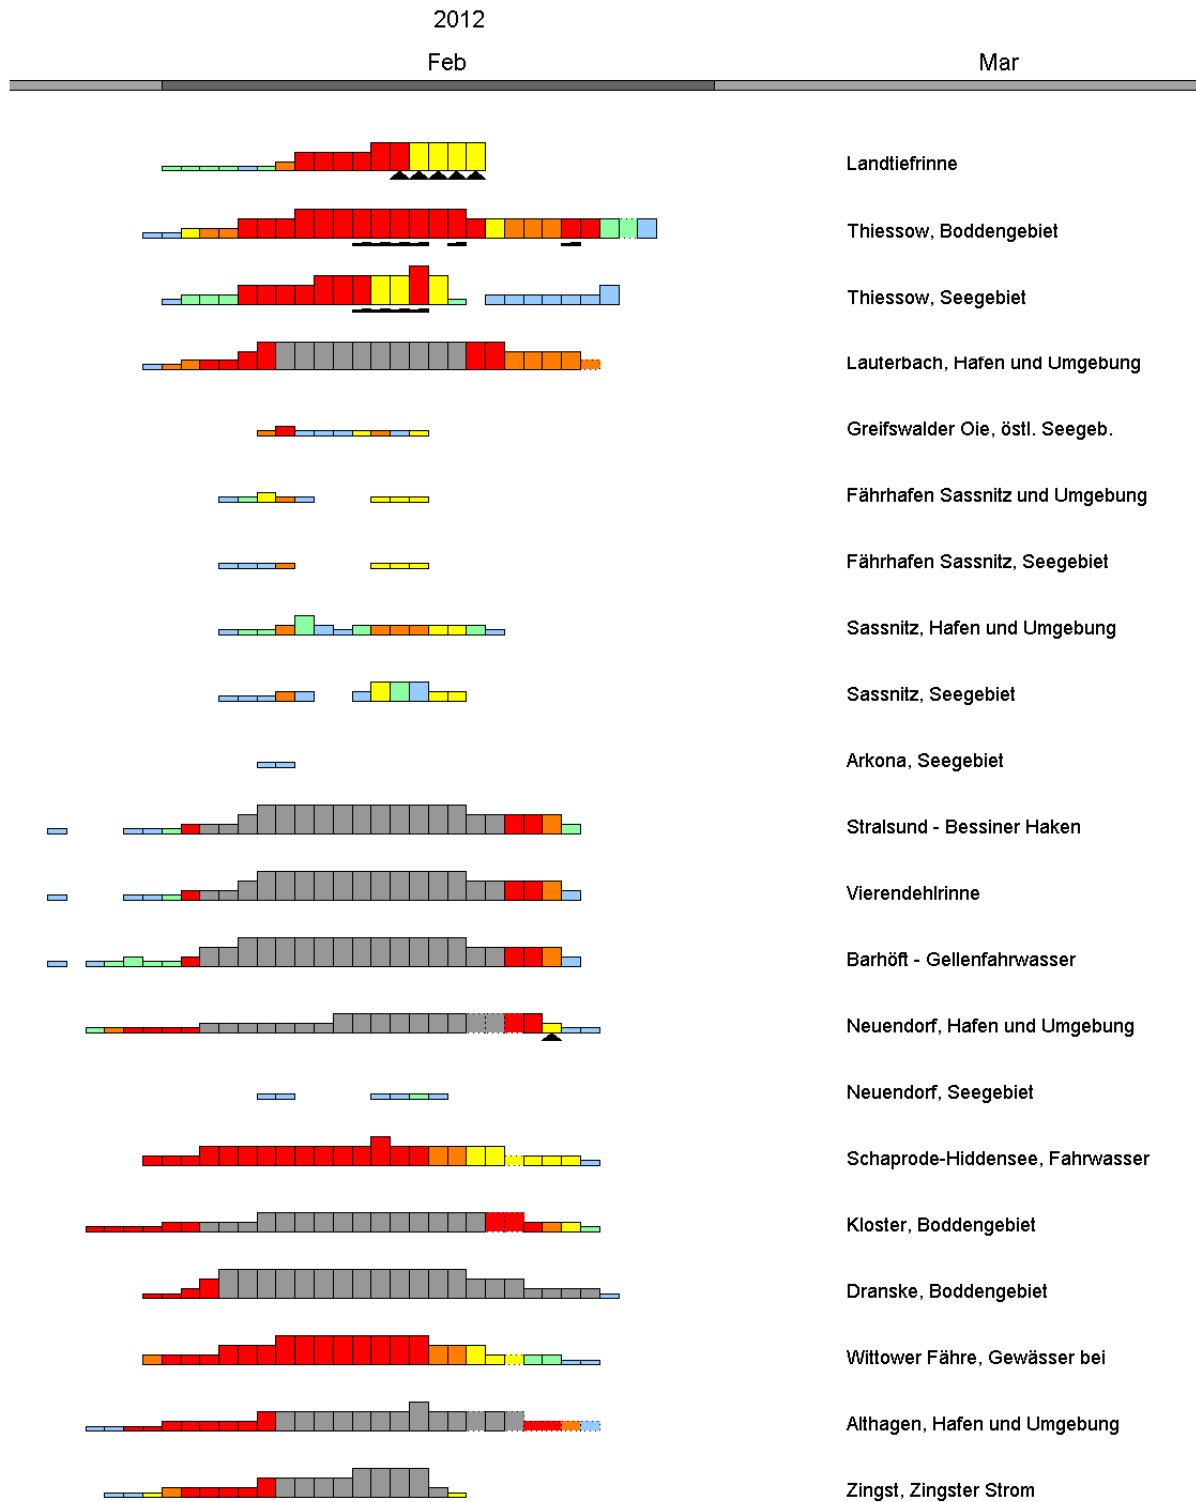 2012
Feb
Mar
Landtiefrinne
Thiessow, Boddengebiet
Thiessow, Seegebiet
Lauterbach, Hafen und Umgebung
Greifswalder Oie, östl. Seegeb.
Fährhafen Sassnitz und Umgebung
Fährhafen Sassnitz, Seegebiet
Sassnitz, Hafen und Umgebung
Sassnitz, Seegebiet
Arkona, Seegebiet
Stralsund - Bessiner Haken
Vierendehlrinne
Barhöft - Gellenfahrwasser
Neuendorf, Hafen und Umgebung
Neuendorf, Seegebiet
Schaprode-Hiddensee, Fahrwasser
Kloster, Boddengebiet
Dranske, Boddengebiet
Wittower Fähre, Gewässer bei
Althagen, Hafen und Umgebung
Zingst, Zingster Strom